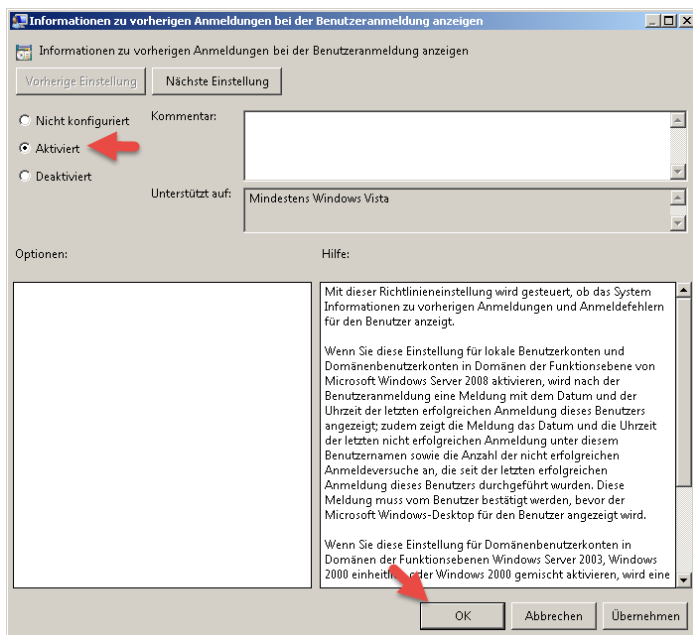 Informationen zu vorherigen Anmeldungen bei der Benutzeranmeldung anzeigen
Informationen zu vorherigen Anmeldungen bei der Benutzeranmeldung anzeigen
Vorherige Einstellung
Nächste Einstellung
Nicht konfiguriert
Kommentar:
Aktiviert
Deaktiviert
Unterstützt auf:
Mindestens Windows Vista
Optionen:
Hilfe:
Mit dieser Richtlinieneinstellung wird gesteuert, ob das System
Informationen zu vorherigen Anmeldungen und Anmeldefehlern
für den Benutzer anzeigt.
Wenn Sie diese Einstellung für lokale Benutzerkonten und
Domänenbenutzerkonten in Domänen der Funktionsebene von
Microsoft Windows Server 2008 aktivieren, wird nach der
Benutzeranmeldung eine Meldung mit dem Datum und der
Uhrzeit der letzten erfolgreichen Anmeldung dieses Benutzers
angezeigt; zudem zeigt die Meldung das Datum und die Uhrzeit
der letzten nicht erfolgreichen Anmeldung unter diesem
Benutzernamen sowie die Anzahl der nicht erfolgreichen
Anmeldeversuche an, die seit der letzten erfolgreichen
Anmeldung dieses Benutzers durchgeführt wurden. Diese
Meldung muss vom Benutzer bestätigt werden, bevor der
Microsoft Windows-Desktop für den Benutzer angezeigt wird.
Wenn Sie diese Einstellung für Domänenbenutzerkonten in
Domänen der Funktionsebenen Windows Server 2003, Windows
2000 einheitlich oder Windows 2000 gemischt aktivieren, wird eine
OK
Abbrechen
Übernehmen